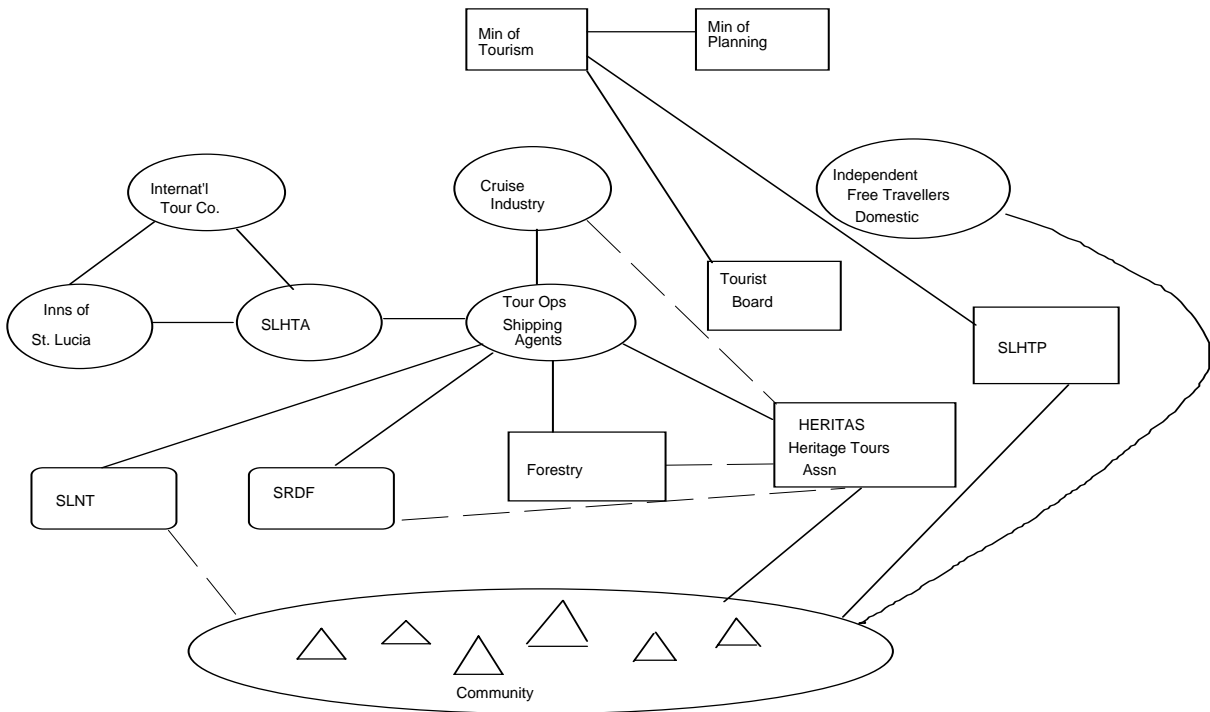 Min of
Tourism
Min of
Planning
Internat'l
Tour Co.
Cruise
Industry
Independent
Free Travellers
Domestic
Inns of
St. Lucia
SLHTA
Tour Ops
Shipping
Agents
Tourist
Board
SLHTP
HERITAS
Heritage Tours
Assn
SLNT
SRDF
Forestry
Community